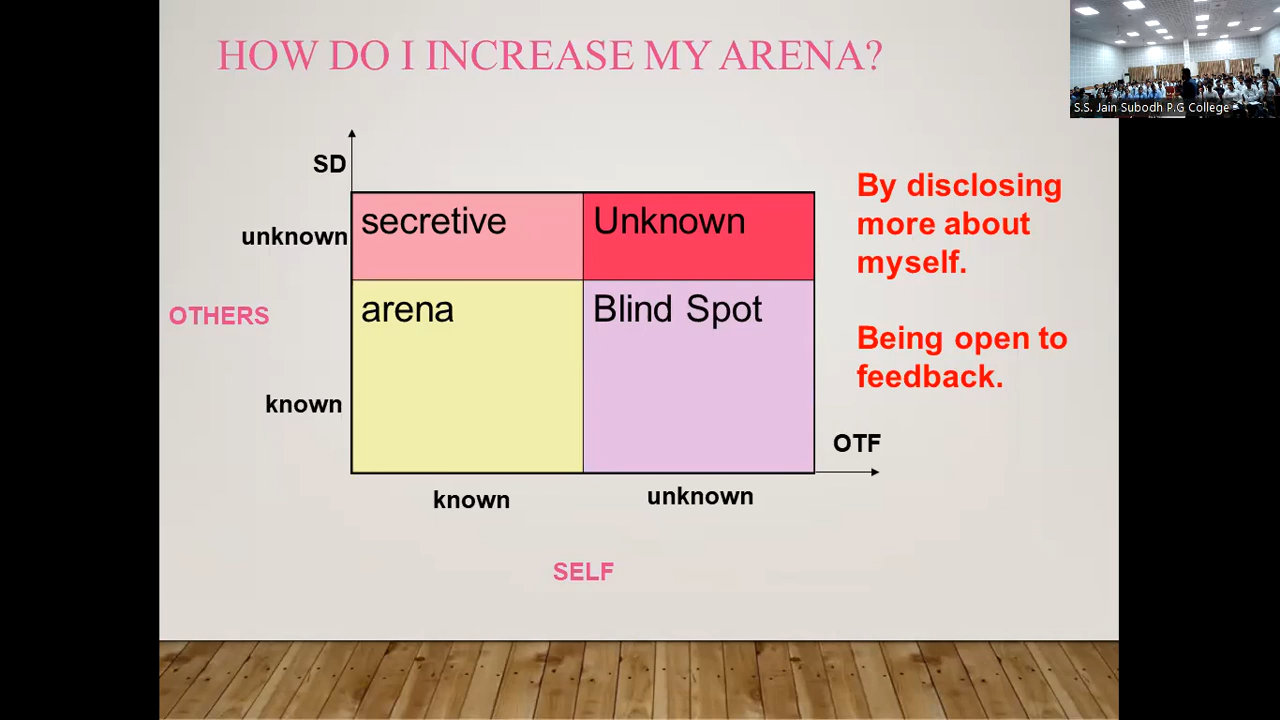 HOW DO I INCREASE MY ARENA?
S.S. Jain Subodh P.G College
SD
unknown
secretive
Unknown
By disclosing
more about
myself.
OTHERS
arena
Blind Spot
Being open to
feedback.
known
OTF
known
unknown
SELF